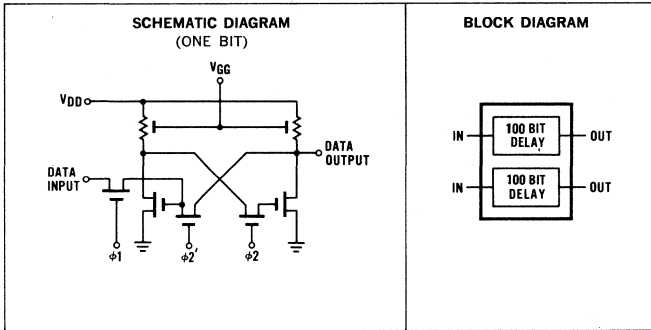 SCHEMATIC DIAGRAM
(ONE BIT)
VGG
VDD
DATA
OUTPUT
DATA
INPUT
ϕ1
ϕ2'
ϕ2
BLOCK DIAGRAM
IN
100 BIT
DELAY
OUT
IN
100 BIT
DELAY
OUT